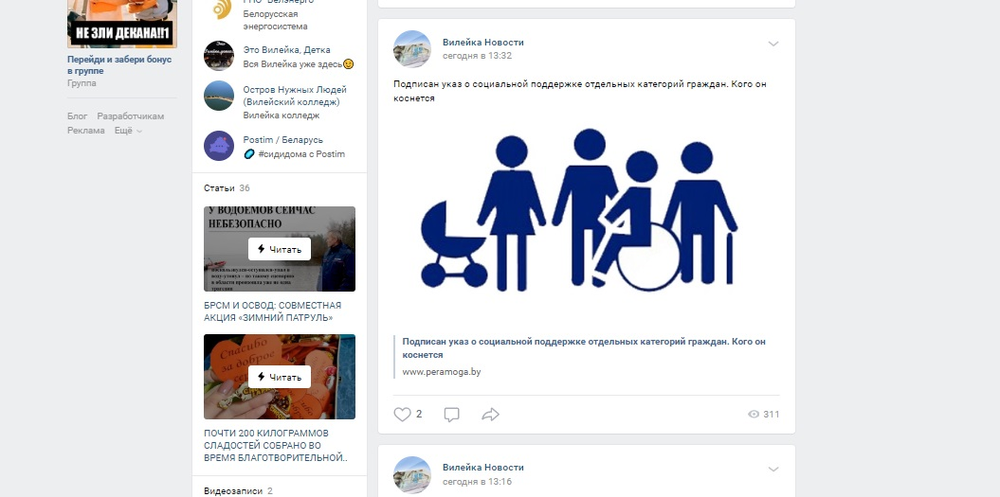 НЕ ЗЛИ ДЕКАНА!!1
Перейди и забери бонус
в группе
Группа
Блог Разработчикам
Реклама Ещё
Белорусская
энергосистема
Это Вилейка, Детка
Вся Вилейка уже здесь😉
Остров Нужных Людей
(Вилейский колледж)
Вилейка колледж
Postim / Беларусь
#сидидома с Postim
Статьи 36
У ВОДОЕМОВ СЕЙЧАС
НЕБЕЗОПАСНО
Читать
БРСМ И ОСВОД: СОВМЕСТНАЯ
АКЦИЯ «ЗИМНИЙ ПАТРУЛЬ»
Спасибо
за доброе
Читать
ПОЧТИ 200 КИЛОГРАММОВ
СЛАДОСТЕЙ СОБРАНО ВО
ВРЕМЯ БЛАГОТВОРИТЕЛЬНОЙ..
Видеозаписи 2
Вилейка Новости
сегодня в 13:32
Подписан указ о социальной поддержке отдельных категорий граждан. Кого он
коснется
Подписан указ о социальной поддержке отдельных категорий граждан. Кого он
коснется
www.peramoga.by
2
311
Вилейка Новости
сегодня в 13:16